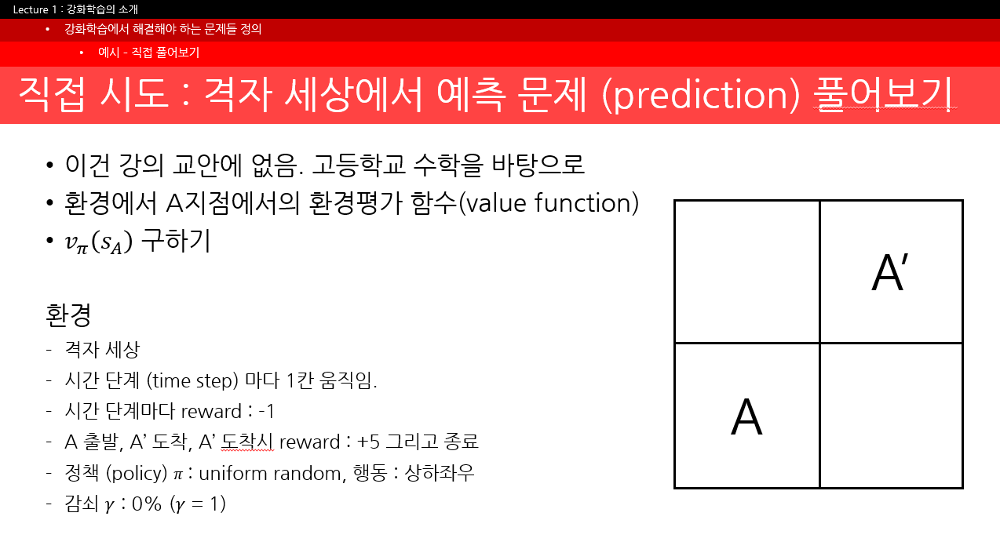 Lecture 1 : 강화학습의 소개
• 강화학습에서 해결해야 하는 문제들 정의
• 예시 – 직접 풀어보기
직접 시도 : 격자 세상에서 예측 문제 (prediction) 풀어보기
• 이건 강의 교안에 없음. 고등학교 수학을 바탕으로
• 환경에서 A지점에서의 환경평가 함수(value function)
• 𝑣_𝜋(𝑠_𝐴) 구하기
환경
- 격자 세상
- 시간 단계 (time step) 마다 1칸 움직임.
- 시간 단계마다 reward : -1
- A 출발, A’ 도착, A’ 도착시 reward : +5 그리고 종료
- 정책 (policy) 𝜋 : uniform random, 행동 : 상하좌우
- 감쇠 𝛾 : 0% (𝛾 = 1)
A’
A